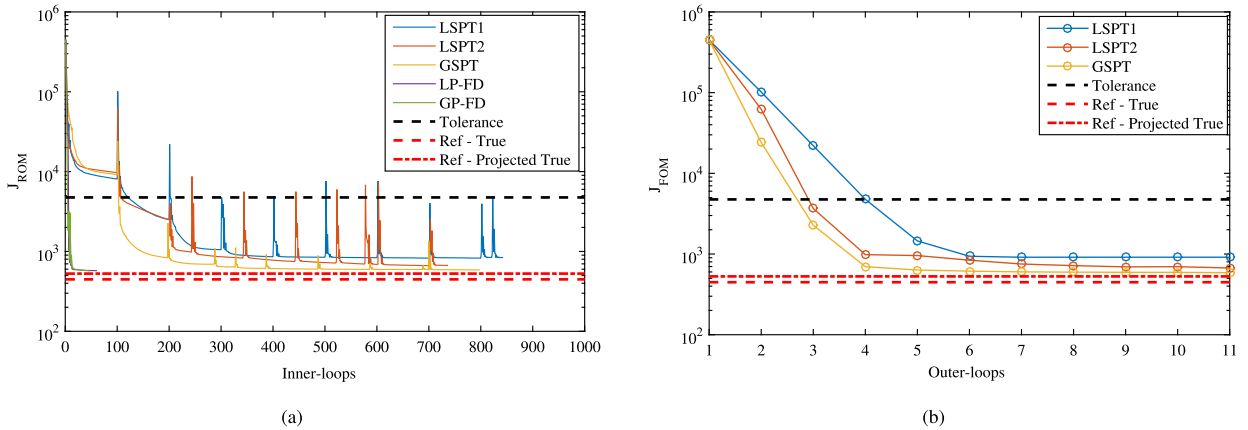 LSPT1
LSPT2
GSPT
LP-FD
GP-FD
Tolerance
Ref - True
Ref - Projected True
10^6
10^5
10^4
10^3
10^2
J_ROM
0 100 200 300 400 500 600 700 800 900 1000
Inner-loops
(a)
LSPT1
LSPT2
GSPT
Tolerance
Ref - True
Ref - Projected True
10^6
10^5
10^4
10^3
10^2
J_FOM
1 2 3 4 5 6 7 8 9 10 11
Outer-loops
(b)